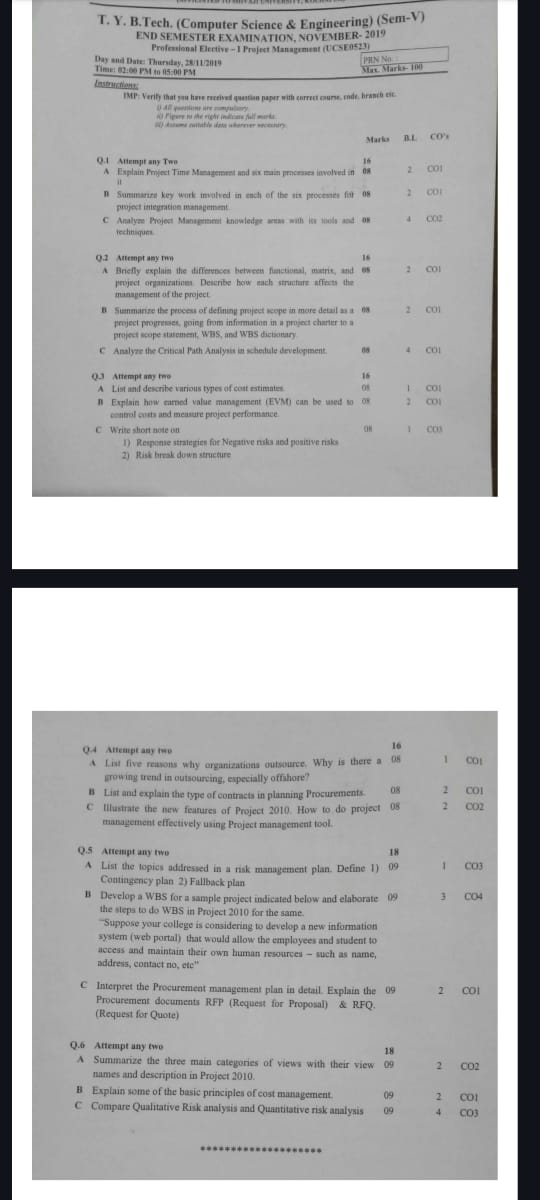 T. Y. B.Tech. (Computer Science & Engineering) (Sem-V)
END SEMESTER EXAMINATION, NOVEMBER- 2019
Professional Elective – I Project Management (UCSE0523)
Day and Date: Thursday, 28/11/2019
PRN No. :
Time: 02:00 PM to 05:00 PM
Max. Marks- 100
Instructions:
IMP: Verify that you have received question paper with correct course, code, branch etc.
i) All questions are compulsory.
ii) Figure to the right indicate full marks.
iii) Assume suitable data wherever necessary.
Marks B.L. CO's
Q.1 Attempt any Two 16
A Explain Project Time Management and six main processes involved in 08 2 CO1
it
B Summarize key work involved in each of the six processes for 08 2 CO1
project integration management.
C Analyze Project Management knowledge areas with its tools and 08 4 CO2
techniques.
Q.2 Attempt any two 16
A Briefly explain the differences between functional, matrix, and 08 2 CO1
project organizations. Describe how each structure affects the
management of the project.
B Summarize the process of defining project scope in more detail as a 08 2 CO1
project progresses, going from information in a project charter to a
project scope statement, WBS, and WBS dictionary.
C Analyze the Critical Path Analysis in schedule development. 08 4 CO1
Q.3 Attempt any two 16
A List and describe various types of cost estimates. 08 1 CO1
B Explain how earned value management (EVM) can be used to 08 2 CO1
control costs and measure project performance.
C Write short note on 08 1 CO3
1) Response strategies for Negative risks and positive risks
2) Risk break down structure
Q.4 Attempt any two 16
A List five reasons why organizations outsource. Why is there a 08 1 CO1
growing trend in outsourcing, especially offshore?
B List and explain the type of contracts in planning Procurements. 08 2 CO1
C Illustrate the new features of Project 2010. How to do project 08 2 CO2
management effectively using Project management tool.
Q.5 Attempt any two 18
A List the topics addressed in a risk management plan. Define 1) 09 1 CO3
Contingency plan 2) Fallback plan
B Develop a WBS for a sample project indicated below and elaborate 09 3 CO4
the steps to do WBS in Project 2010 for the same.
"Suppose your college is considering to develop a new information
system (web portal) that would allow the employees and student to
access and maintain their own human resources – such as name,
address, contact no, etc"
C Interpret the Procurement management plan in detail. Explain the 09 2 CO1
Procurement documents RFP (Request for Proposal) & RFQ.
(Request for Quote)
Q.6 Attempt any two 18
A Summarize the three main categories of views with their view 09 2 CO2
names and description in Project 2010.
B Explain some of the basic principles of cost management. 09 2 CO1
C Compare Qualitative Risk analysis and Quantitative risk analysis 09 4 CO3
********************